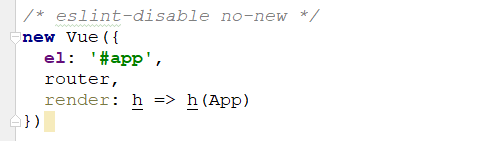 /* eslint-disable no-new */
new Vue({
  el: '#app',
  router,
  render: h => h(App)
})